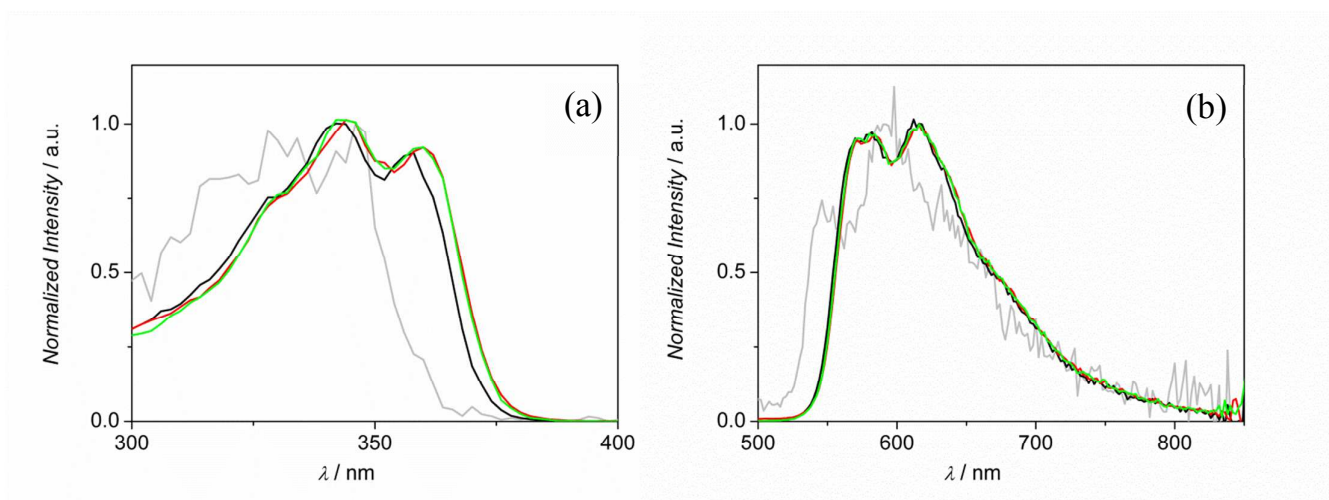 (a)
Normalized Intensity / a.u.
1.0
0.5
0.0
300
350
400
λ / nm
(b)
Normalized Intensity / a.u.
1.0
0.5
0.0
500
600
700
800
λ / nm